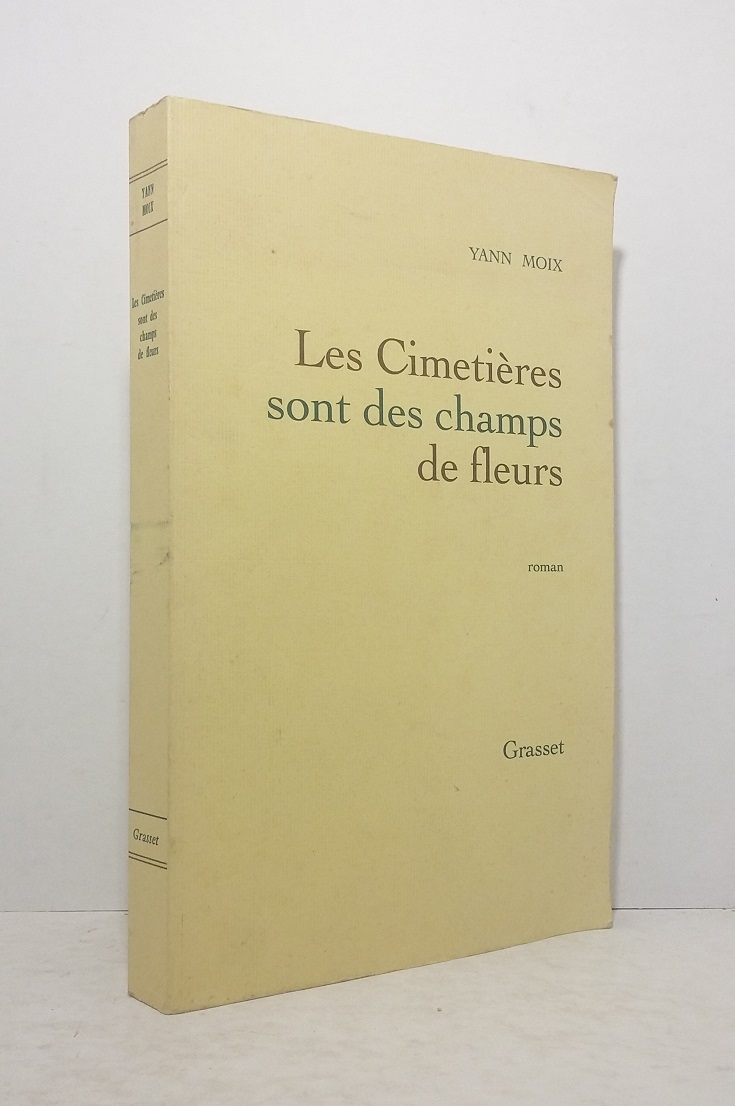 YANN
MOIX
Les Cimetières
sont des
champs
de fleurs
Grasset
YANN MOIX
Les Cimetières
sont des champs
de fleurs
roman
Grasset